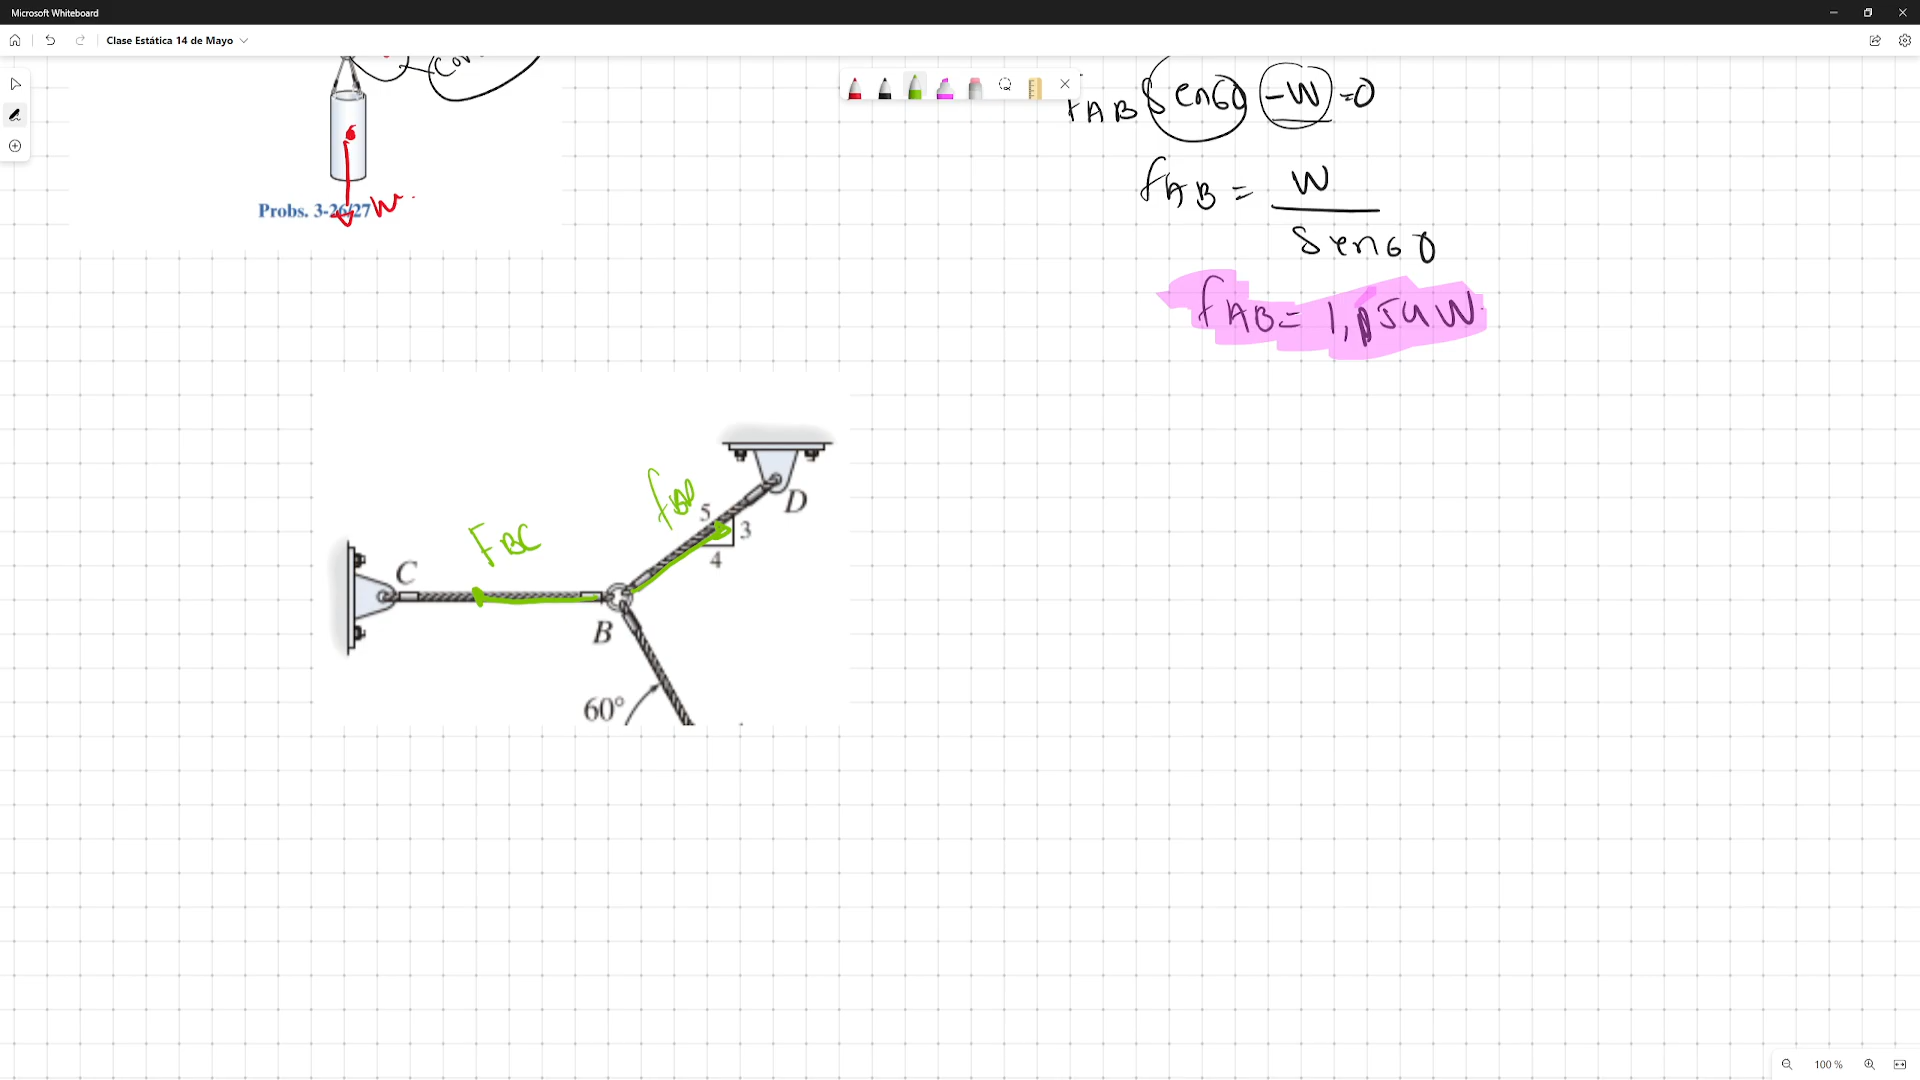 Microsoft Whiteboard
Clase Estática 14 de Mayo
FAB Sen60 -W =0
FAB = W
Sen60
FAB= 1,154W
W
Probs. 3-26/27
FBD
D
5
3
4
FBC
C
B
60°
100 %